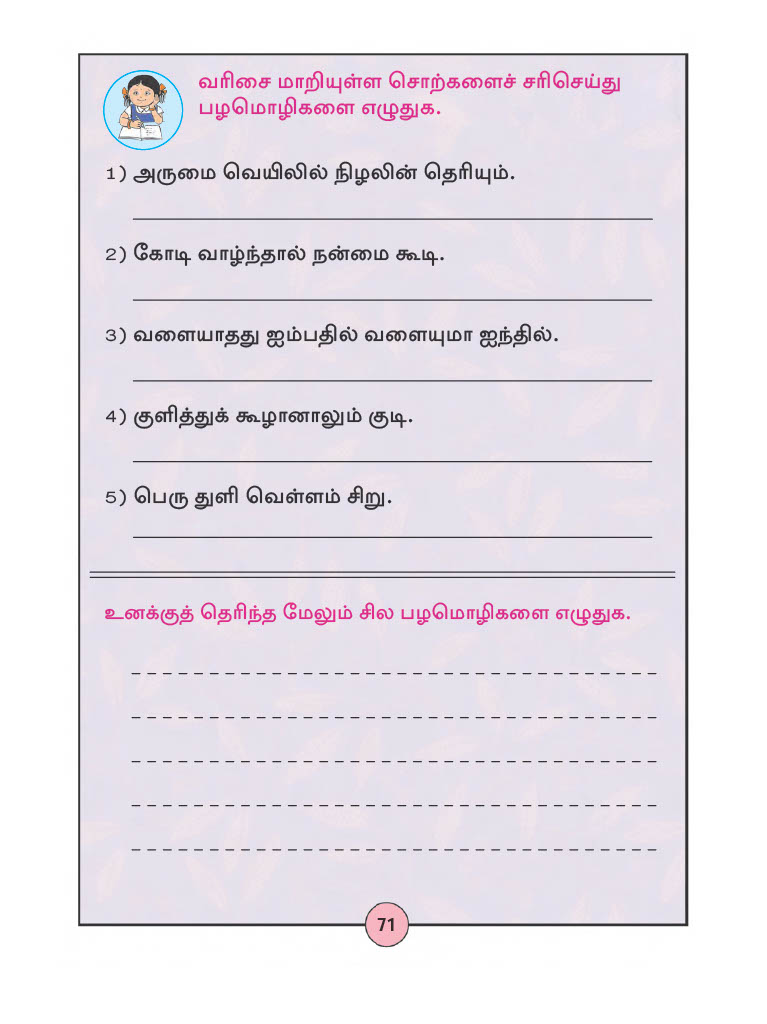 வரிசை மாறியுள்ள சொற்களைச் சரிசெய்து
பழமொழிகளை எழுதுக.
1) அருமை வெயிலில் நிழலின் தெரியும்.
2) கோடி வாழ்ந்தால் நன்மை கூடி.
3) வளையாதது ஐம்பதில் வளையுமா ஐந்தில்.
4) குளித்துக் கூழானாலும் குடி.
5) பெரு துளி வெள்ளம் சிறு.
உனக்குத் தெரிந்த மேலும் சில பழமொழிகளை எழுதுக.
71